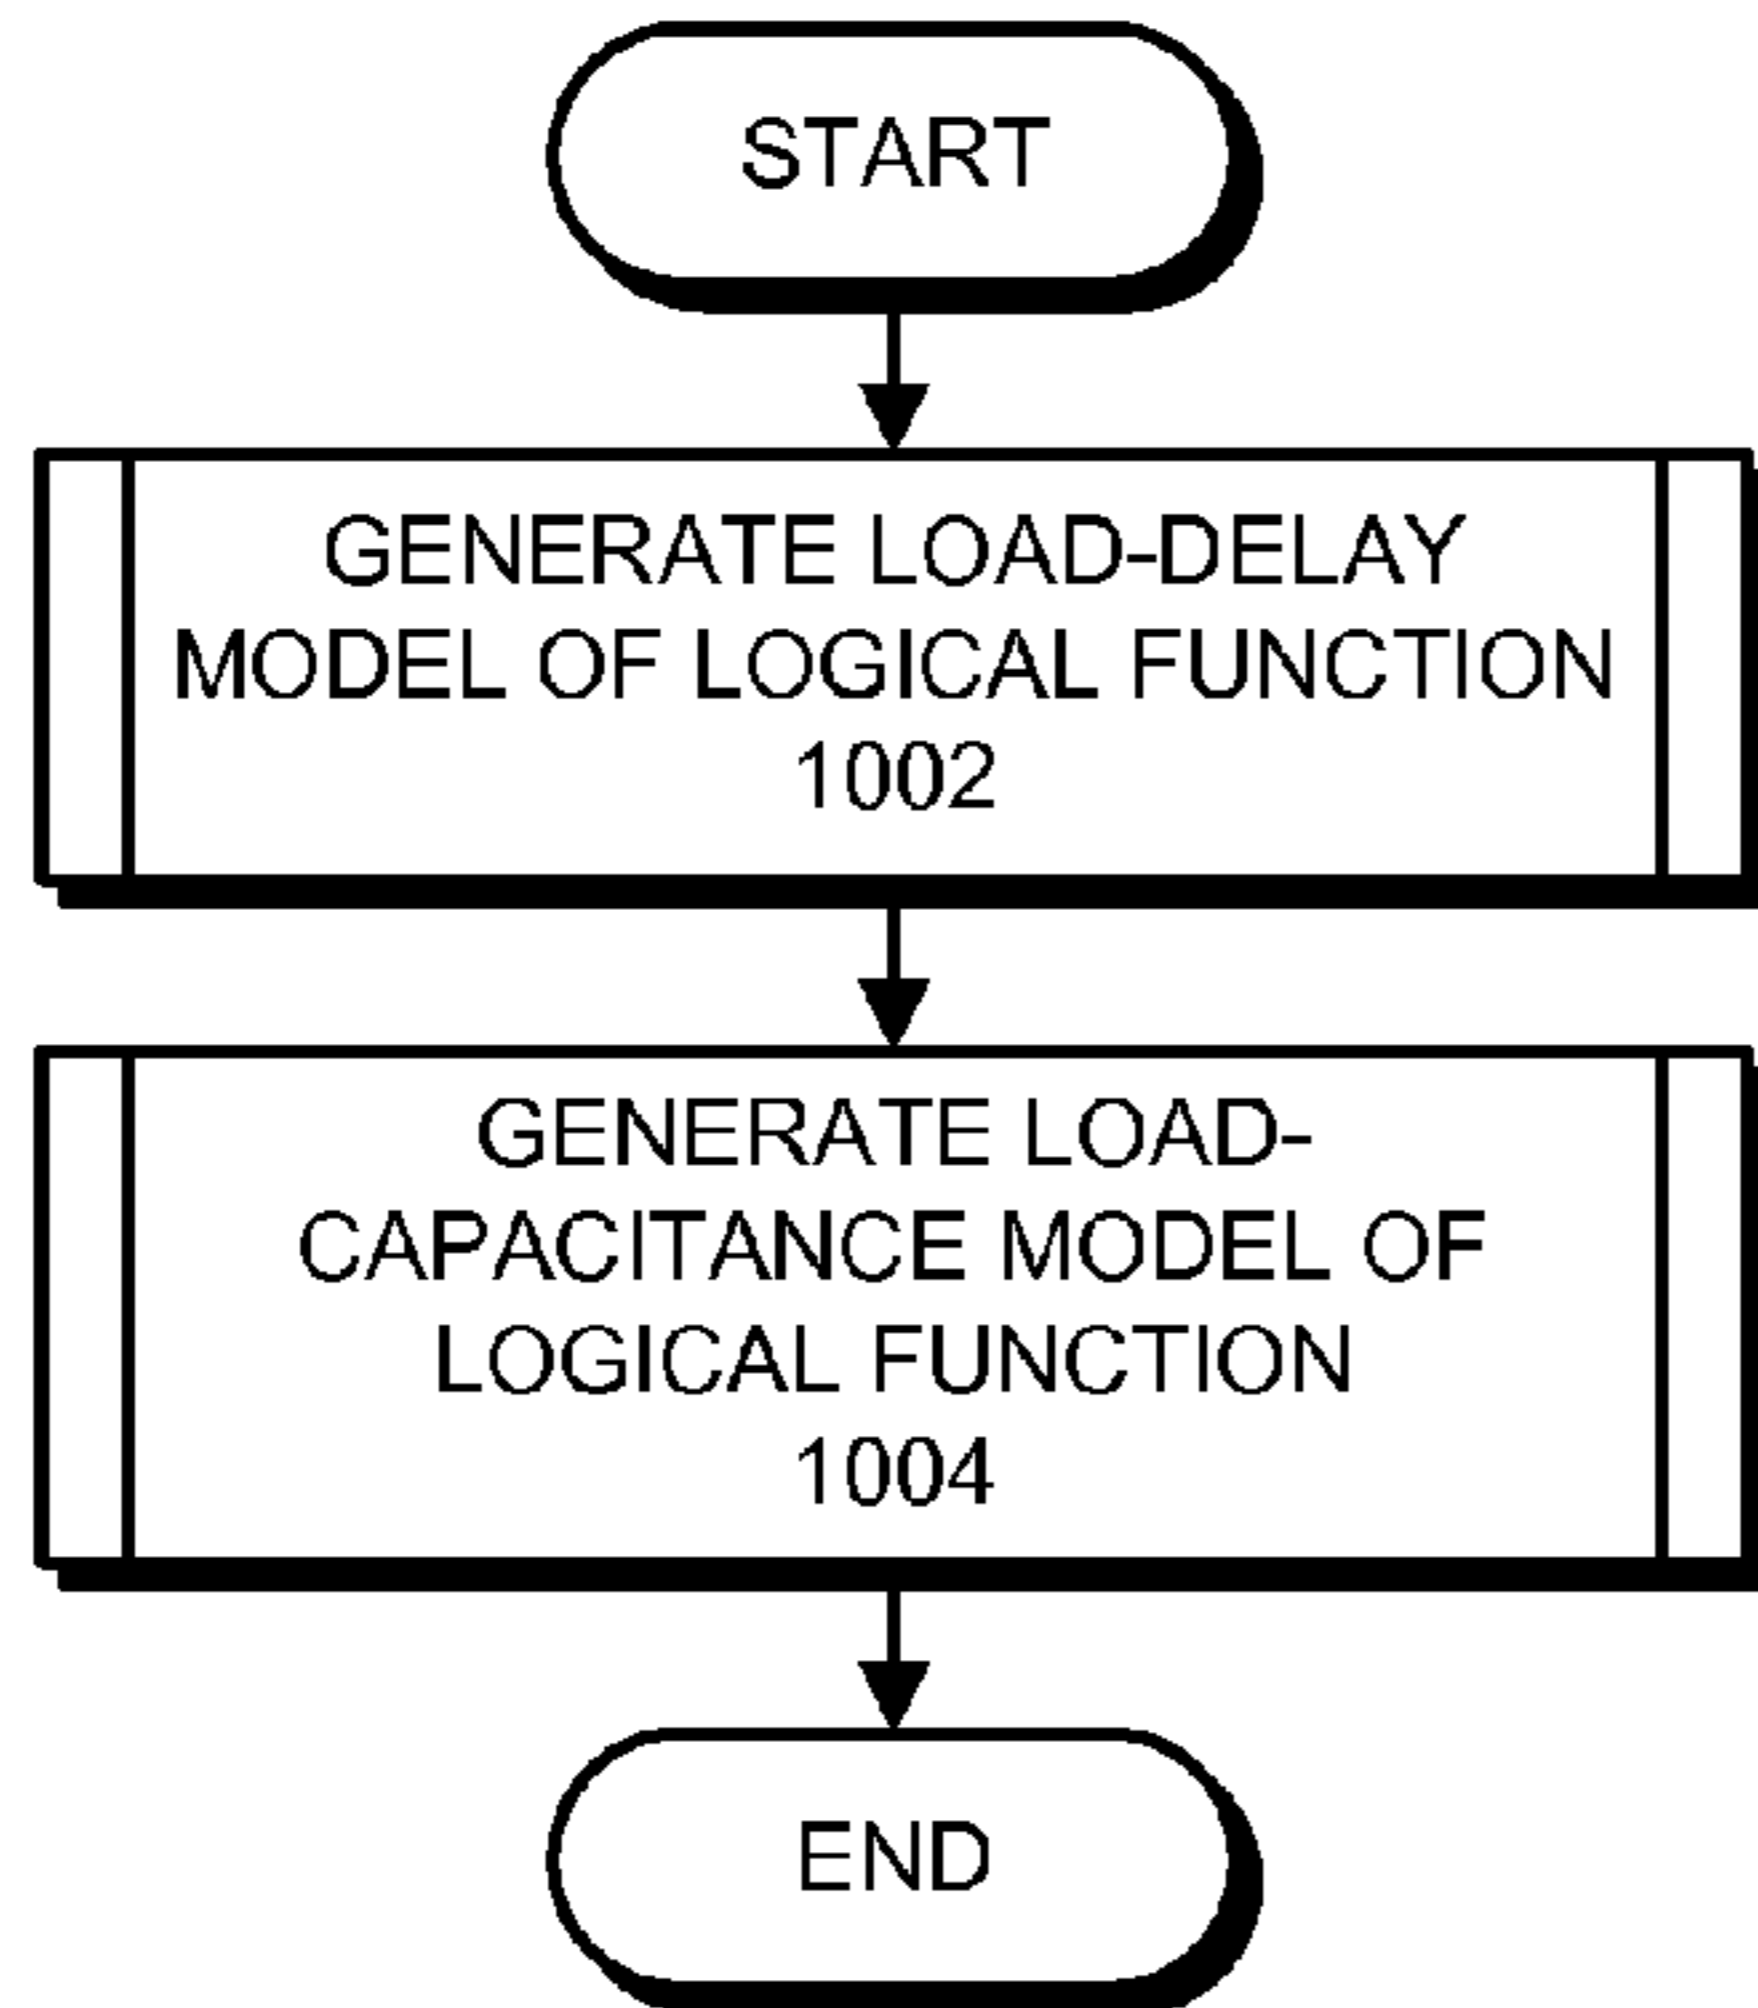 START
GENERATE LOAD-DELAY
MODEL OF LOGICAL FUNCTION
1002
GENERATE LOAD-
CAPACITANCE MODEL OF
LOGICAL FUNCTION
1004
END